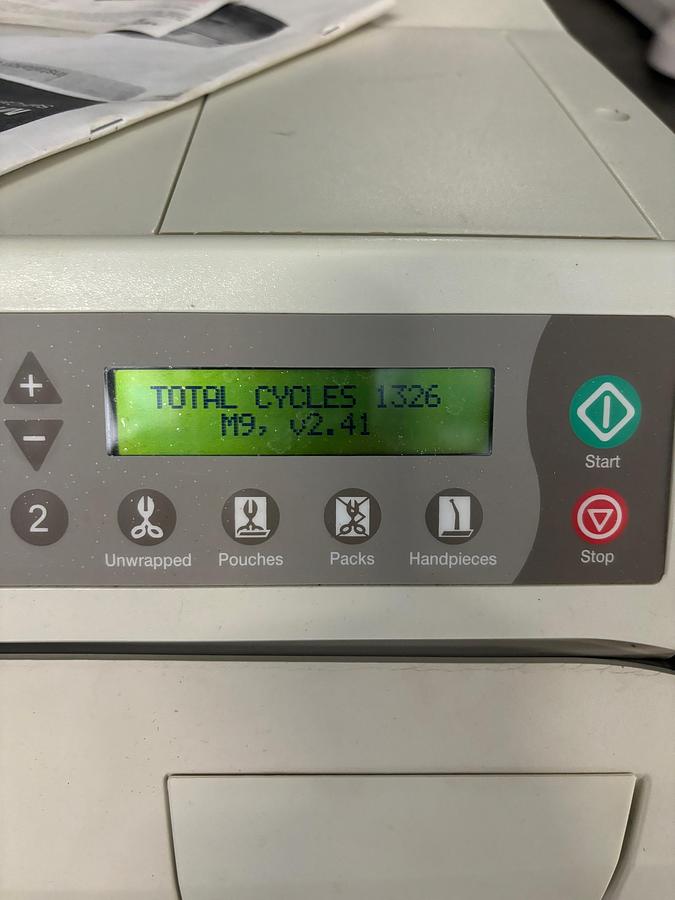 TOTAL CYCLES 1326
M9, v2.41
+
−
2
Unwrapped
Pouches
Packs
Handpieces
Start
Stop